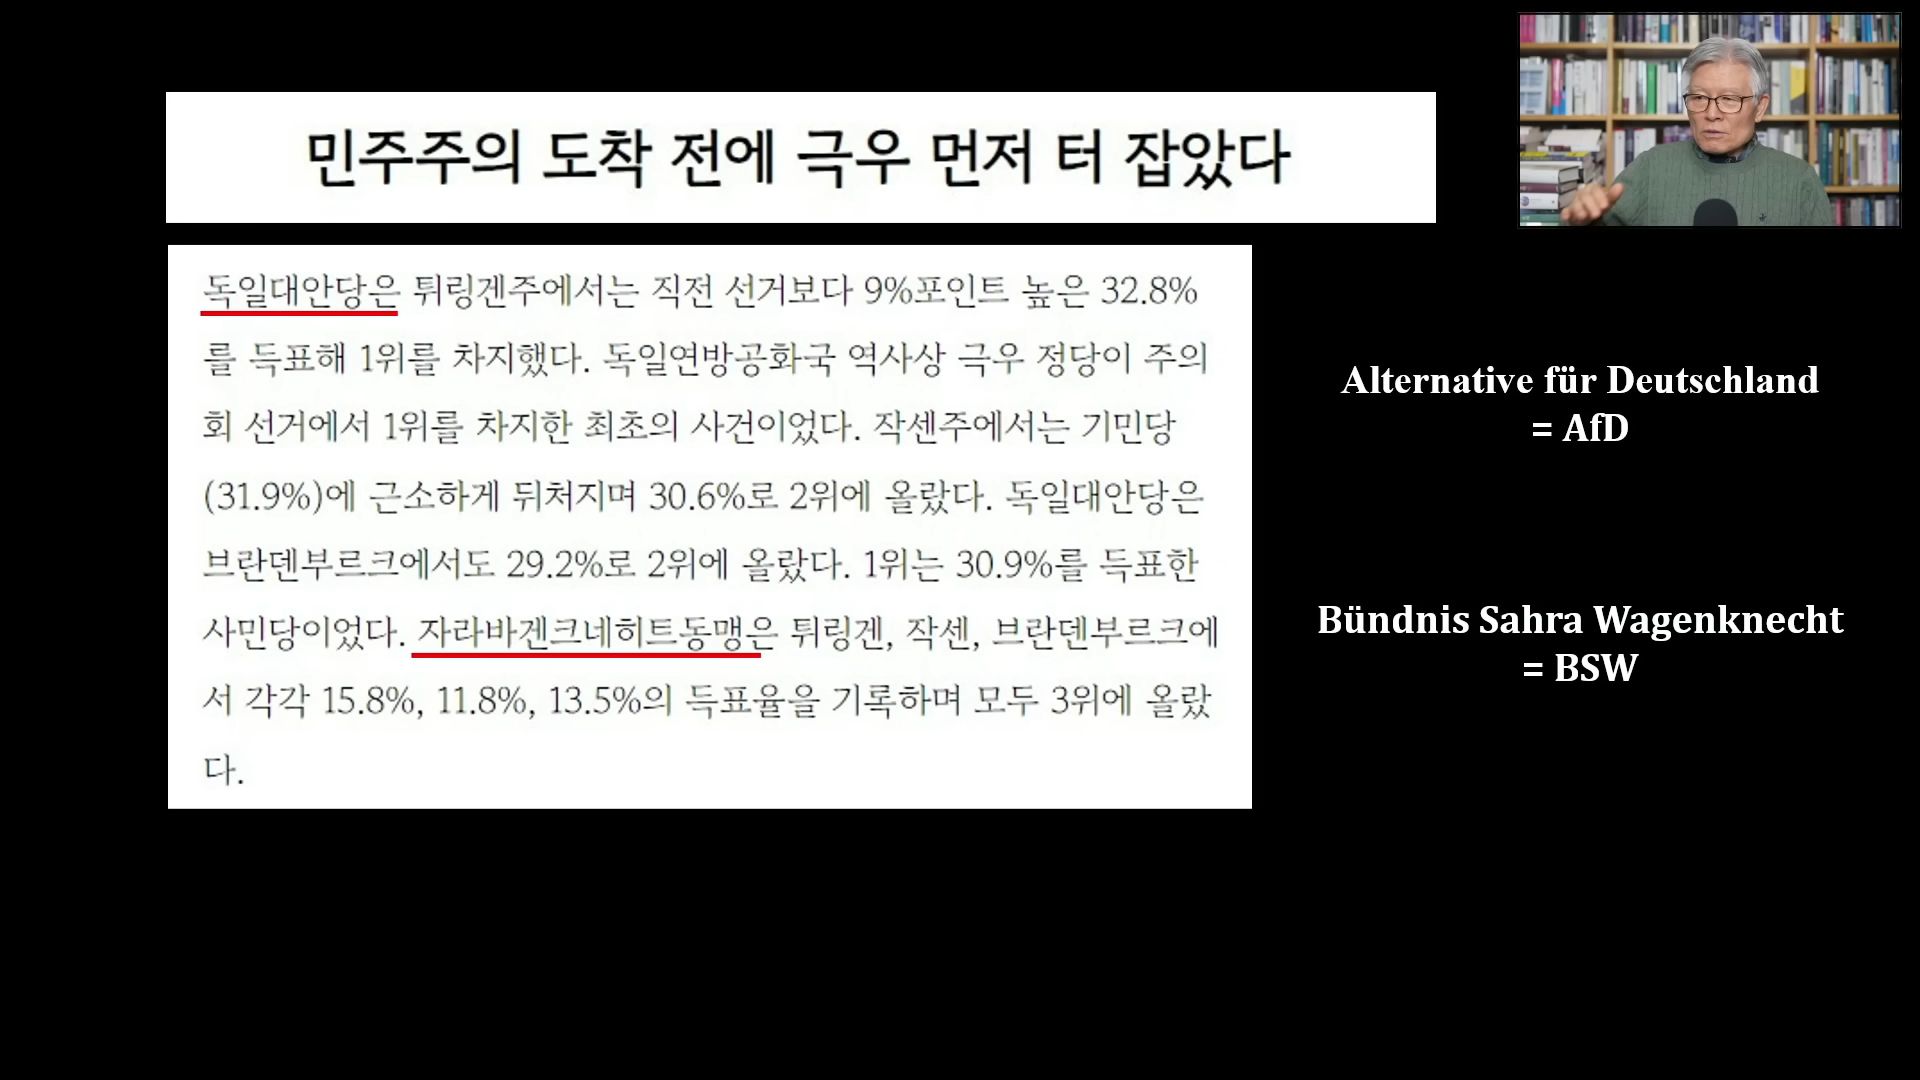 민주주의 도착 전에 극우 먼저 터 잡았다
독일대안당은 튀링겐주에서는 직전 선거보다 9%포인트 높은 32.8%
를 득표해 1위를 차지했다. 독일연방공화국 역사상 극우 정당이 주의
회 선거에서 1위를 차지한 최초의 사건이었다. 작센주에서는 기민당
(31.9%)에 근소하게 뒤처지며 30.6%로 2위에 올랐다. 독일대안당은
브란덴부르크에서도 29.2%로 2위에 올랐다. 1위는 30.9%를 득표한
사민당이었다. 자라바겐크네히트동맹은 튀링겐, 작센, 브란덴부르크에
서 각각 15.8%, 11.8%, 13.5%의 득표율을 기록하며 모두 3위에 올랐
다.
Alternative für Deutschland
= AfD
Bündnis Sahra Wagenknecht
= BSW